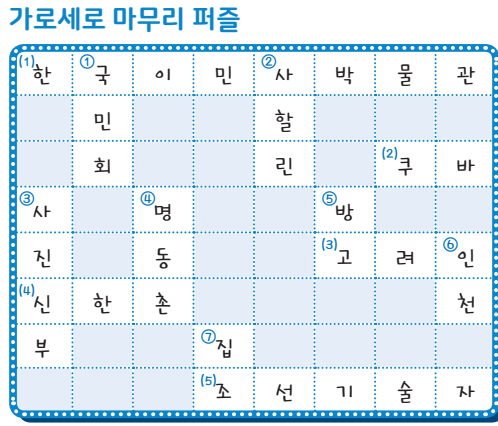 가로세로 마무리 퍼즐
(1)한 ①국 이 민 ②사 박 물 관
민 할
회 린 (2)쿠 바
③사 ④명 ⑤방
진 동 (3)고 려 ⑥인
(4)신 한 촌 천
부 ⑦집
(5)조 선 기 술 자